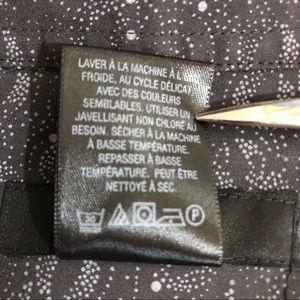 LAVER À LA MACHINE À L'EAU
FROIDE, AU CYCLE DÉLICAT
AVEC DES COULEURS
SEMBLABLES. UTILISER UN
JAVELLISANT NON CHLORÉ AU
BESOIN. SÉCHER À LA MACHINE
À BASSE TEMPÉRATURE.
REPASSER À BASSE
TEMPÉRATURE. PEUT ÊTRE
NETTOYÉ À SEC.
30 P